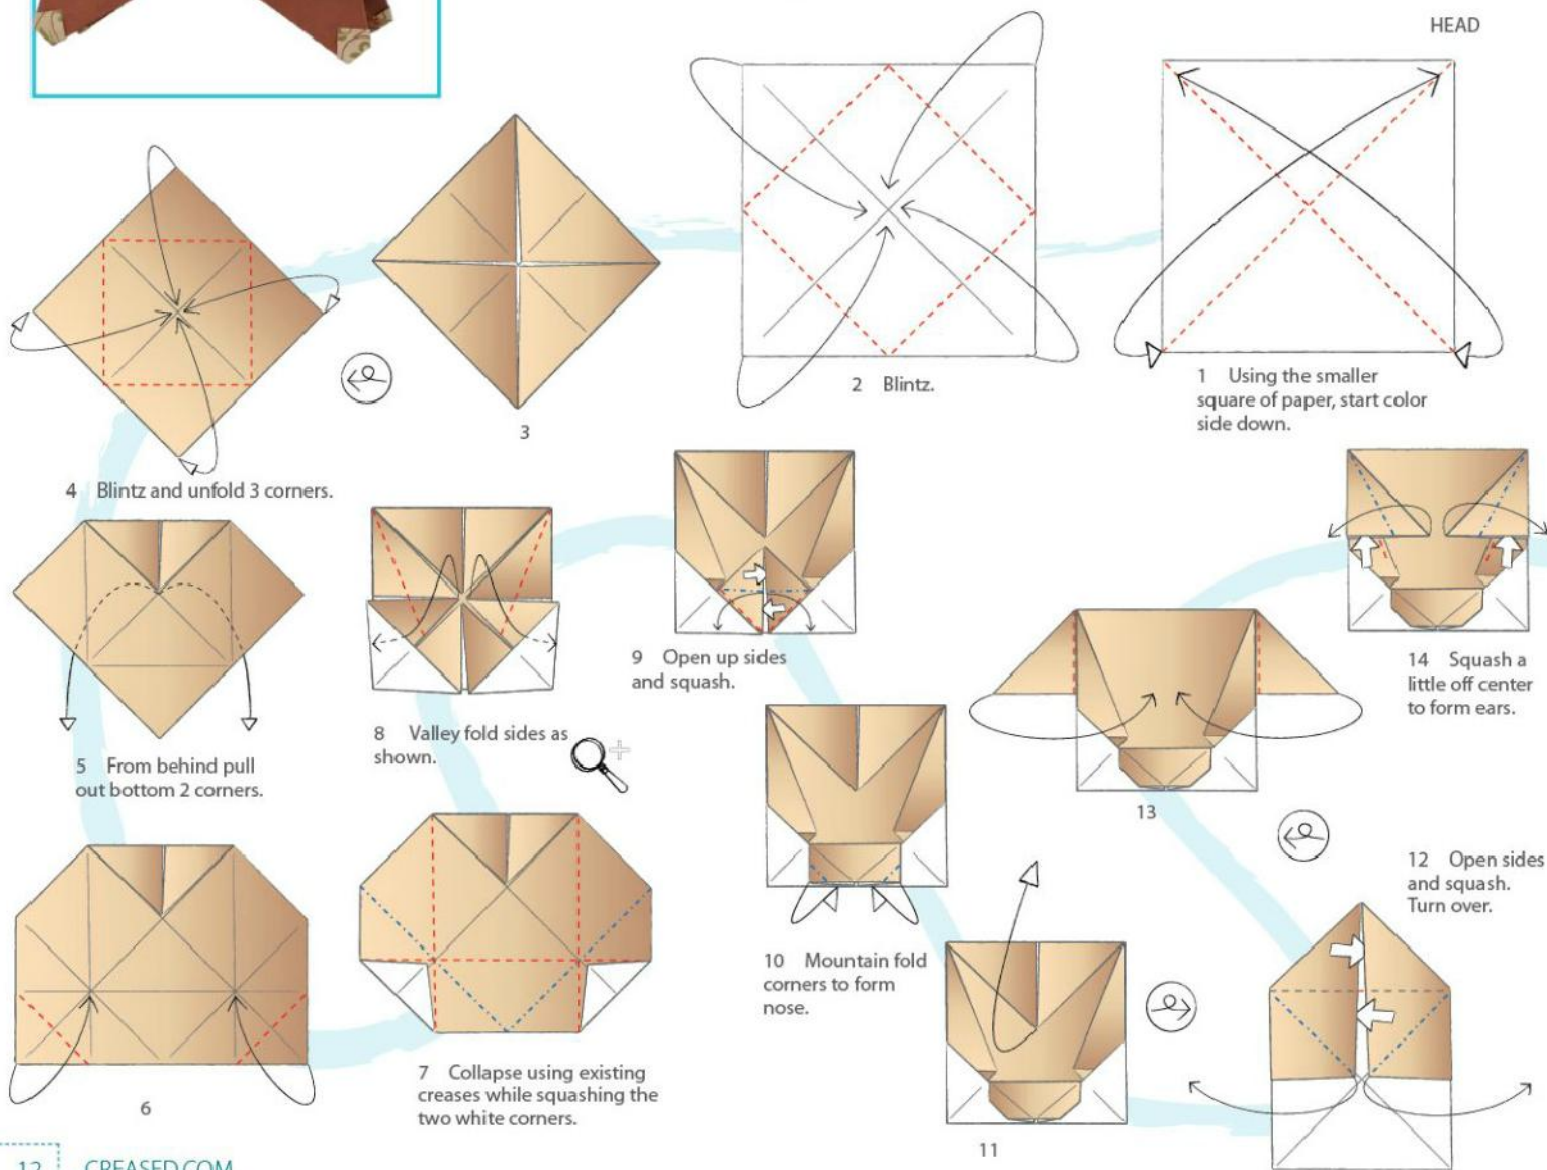 HEAD
1 Using the smaller
square of paper, start color
side down.
2 Blintz.
3
4 Blintz and unfold 3 corners.
5 From behind pull
out bottom 2 corners.
6
7 Collapse using existing
creases while squashing the
two white corners.
8 Valley fold sides as
shown.
9 Open up sides
and squash.
10 Mountain fold
corners to form
nose.
11
12 Open sides
and squash.
Turn over.
13
14 Squash a
little off center
to form ears.
12 CREASED.COM